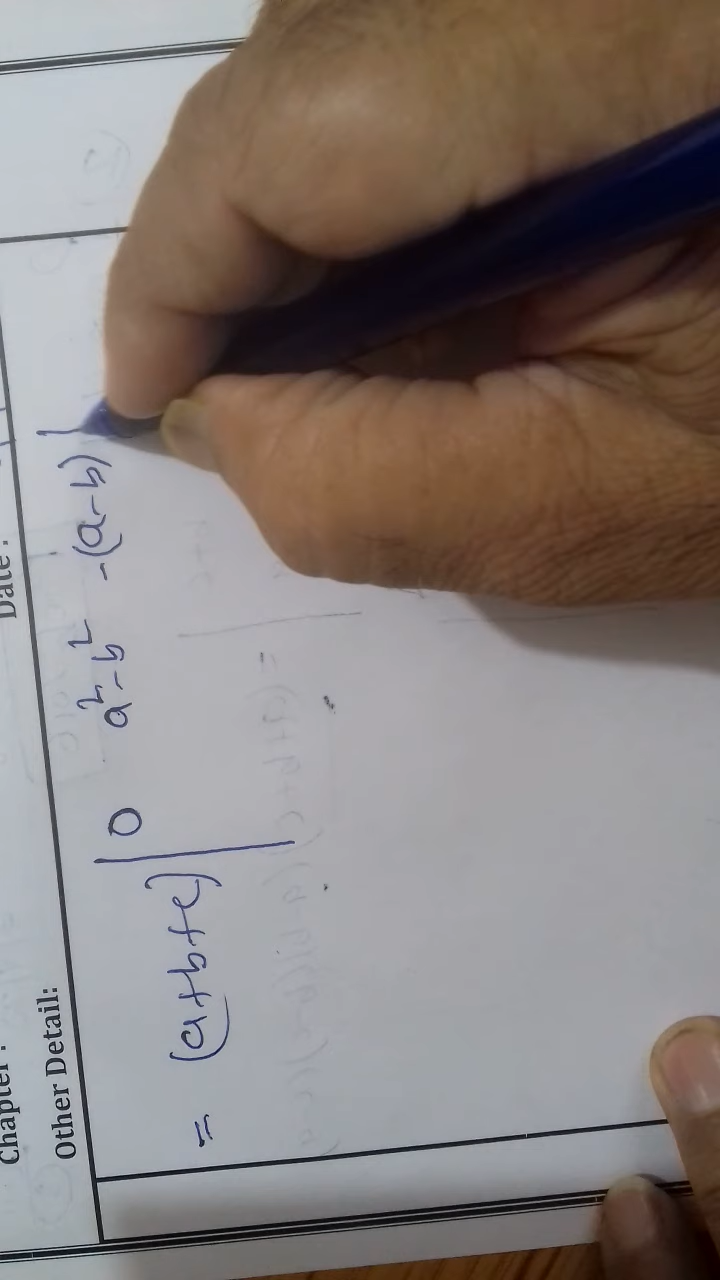 Chapter :
Date :
Other Detail:
0 a²-b² -(a-b)
= (a+b+c)